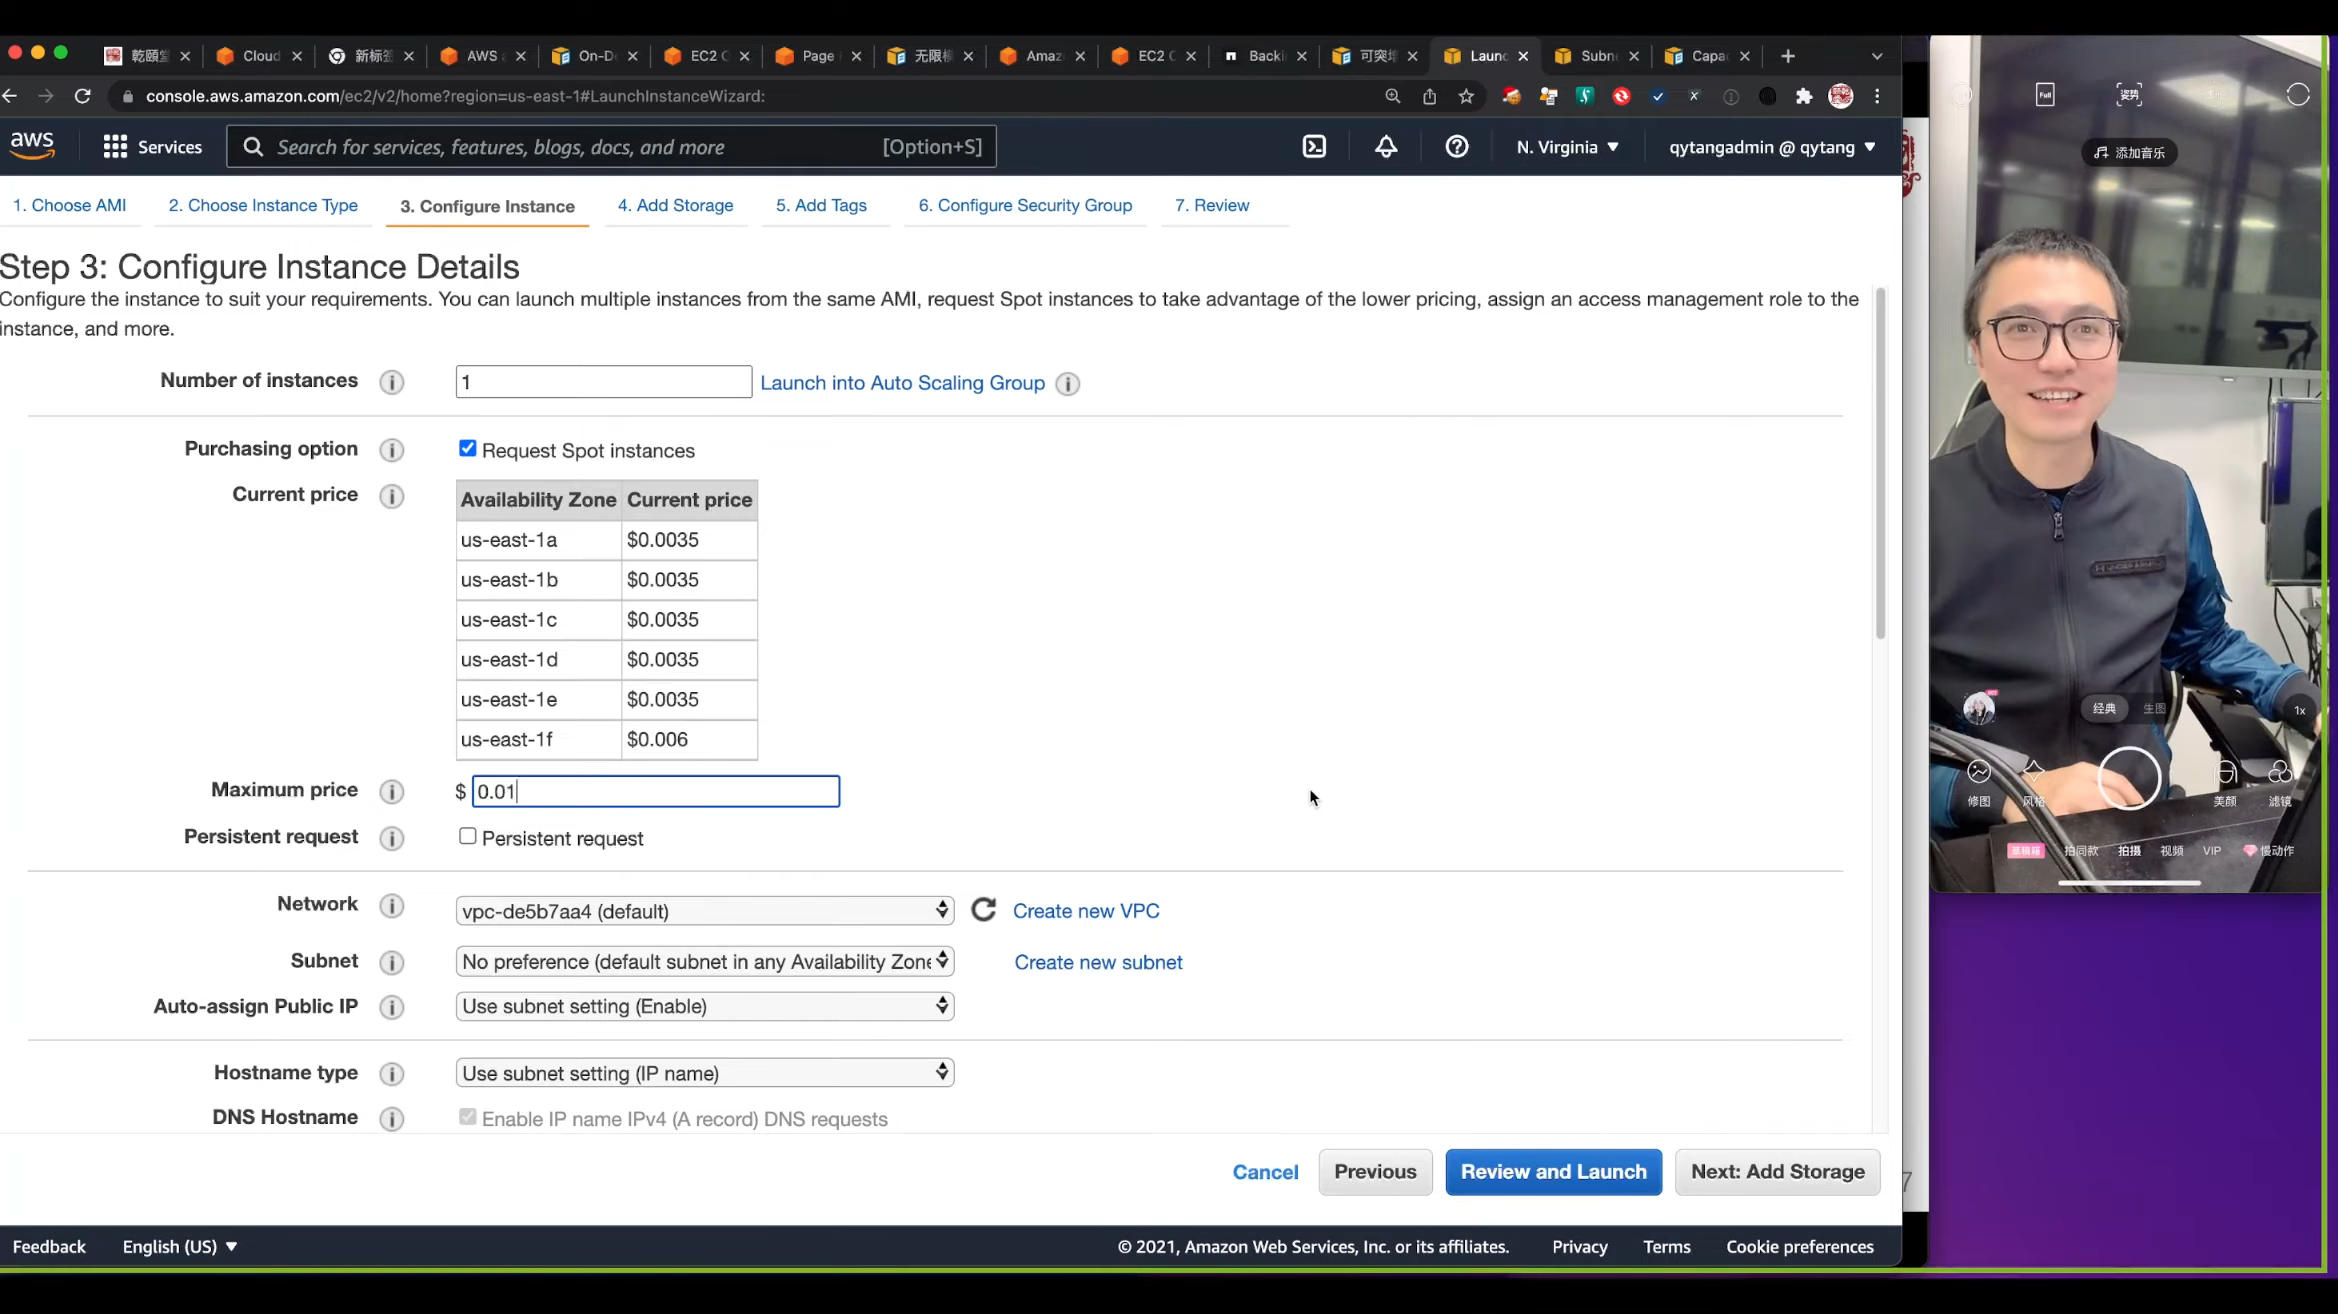 乾颐堂
Cloud
新标签
AWS a
On-De
EC2 C
Page
无限模
Amaz
EC2 C
Backi
可突增
Launc
Subne
Capac
console.aws.amazon.com/ec2/v2/home?region=us-east-1#LaunchInstanceWizard:
aws
Services
Search for services, features, blogs, docs, and more
[Option+S]
N. Virginia
qytangadmin @ qytang
1. Choose AMI
2. Choose Instance Type
3. Configure Instance
4. Add Storage
5. Add Tags
6. Configure Security Group
7. Review
Step 3: Configure Instance Details
Configure the instance to suit your requirements. You can launch multiple instances from the same AMI, request Spot instances to take advantage of the lower pricing, assign an access management role to the
instance, and more.
Number of instances
1
Launch into Auto Scaling Group
Purchasing option
Request Spot instances
Current price
Availability Zone Current price
us-east-1a $0.0035
us-east-1b $0.0035
us-east-1c $0.0035
us-east-1d $0.0035
us-east-1e $0.0035
us-east-1f $0.006
Maximum price
$ 0.01
Persistent request
Persistent request
Network
vpc-de5b7aa4 (default)
Create new VPC
Subnet
No preference (default subnet in any Availability Zone
Create new subnet
Auto-assign Public IP
Use subnet setting (Enable)
Hostname type
Use subnet setting (IP name)
DNS Hostname
Enable IP name IPv4 (A record) DNS requests
Cancel
Previous
Review and Launch
Next: Add Storage
7
Feedback
English (US)
© 2021, Amazon Web Services, Inc. or its affiliates.
Privacy
Terms
Cookie preferences
Full
姿势
添加音乐
经典
生图
1x
修图
风格
美颜
滤镜
草稿箱
拍同款
拍摄
视频
VIP
慢动作